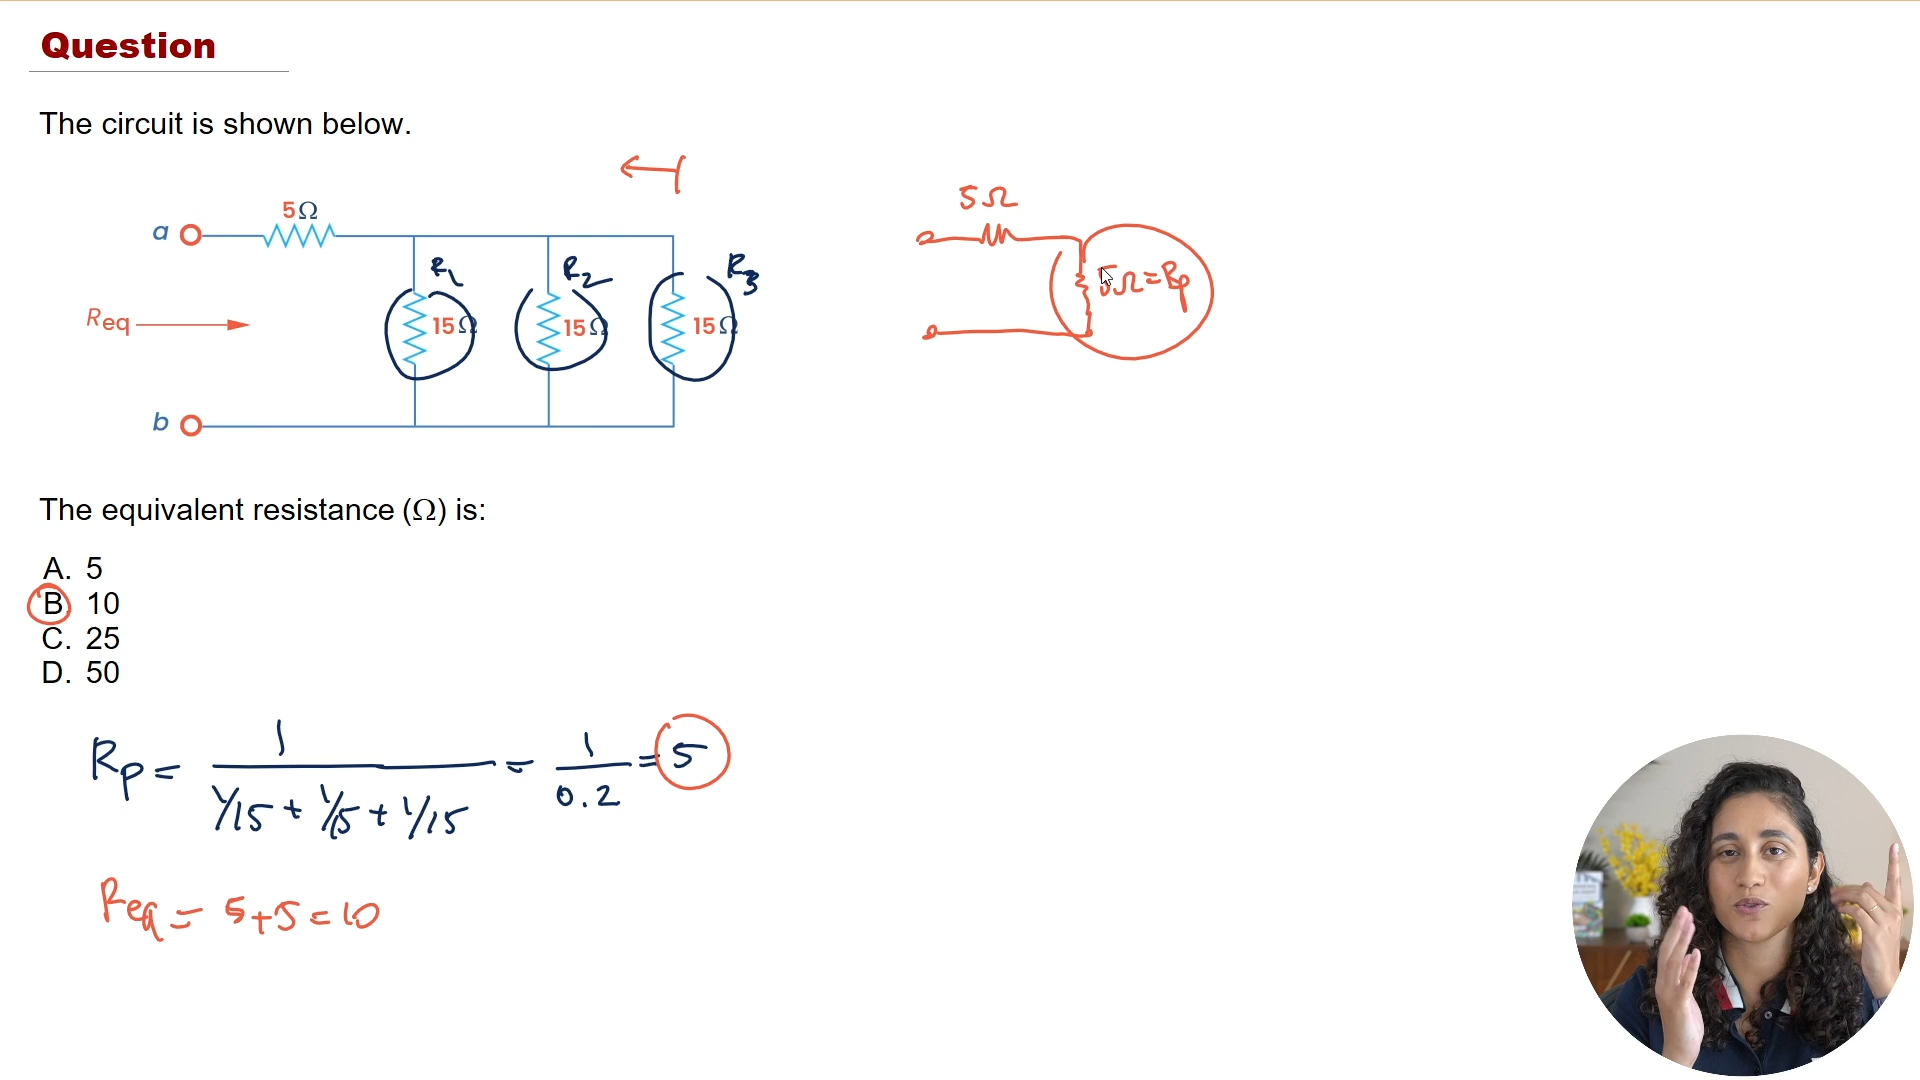 Question
The circuit is shown below.
5Ω
5Ω
a
R1
R2
R3
5Ω=Rp
Req
15Ω
15Ω
15Ω
b
The equivalent resistance (Ω) is:
A. 5
B. 10
C. 25
D. 50
Rp = 1 / (1/15 + 1/15 + 1/15) = 1/0.2 = 5
Req = 5+5=10